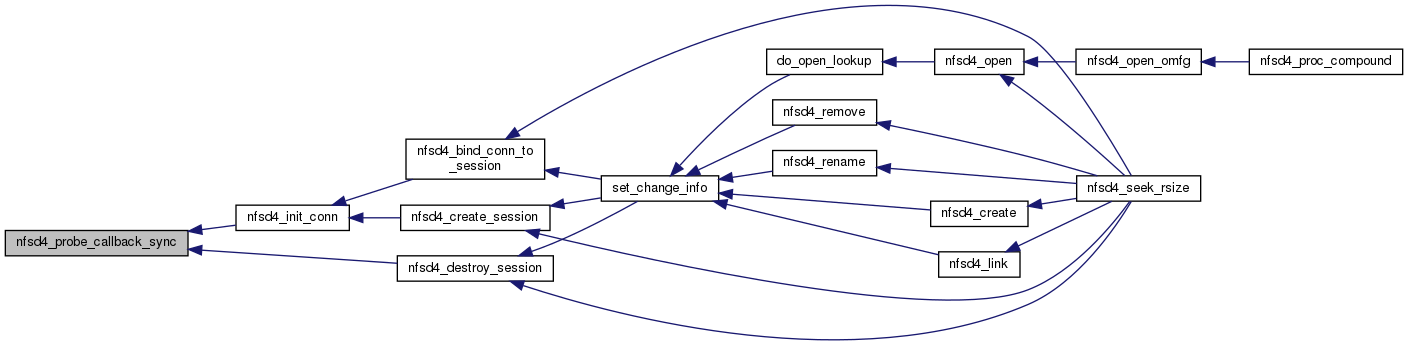 do_open_lookup
nfsd4_open
nfsd4_open_omfg
nfsd4_proc_compound
nfsd4_remove
nfsd4_bind_conn_to
_session
nfsd4_rename
set_change_info
nfsd4_seek_rsize
nfsd4_init_conn
nfsd4_create_session
nfsd4_create
nfsd4_probe_callback_sync
nfsd4_destroy_session
nfsd4_link